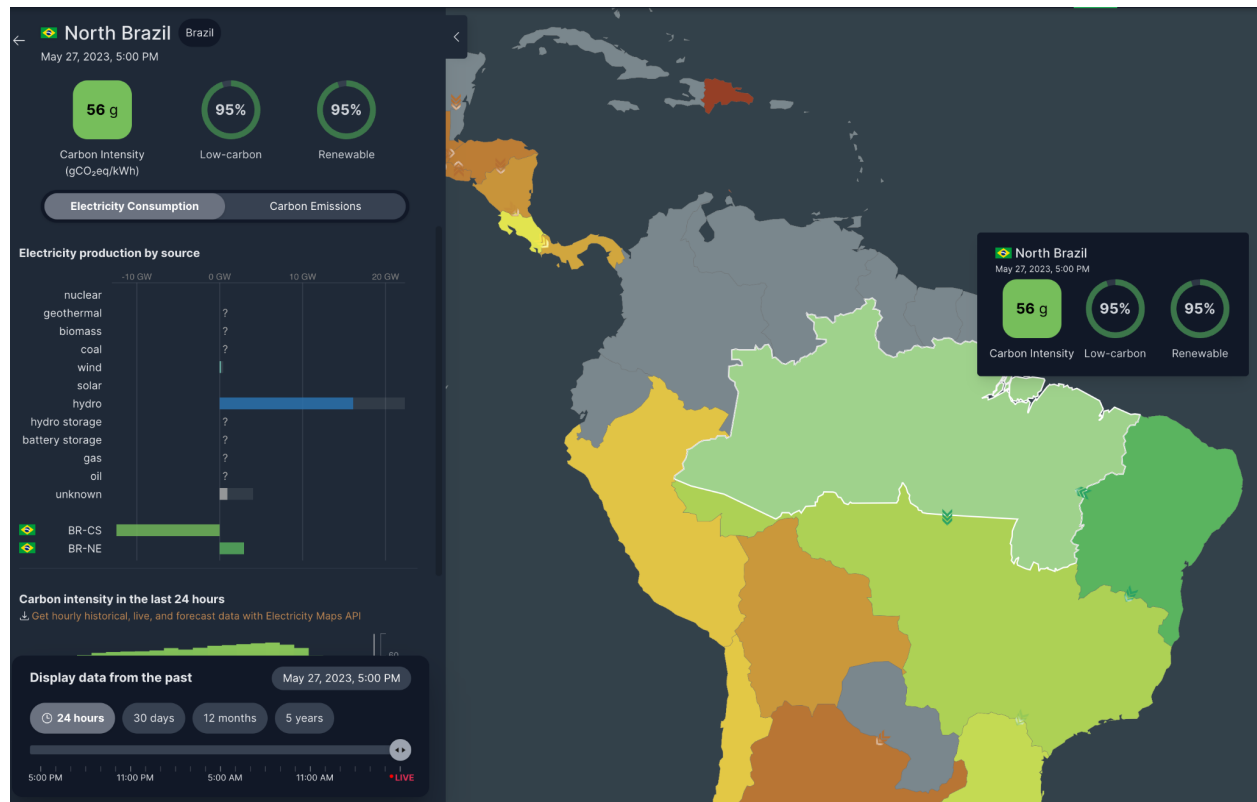 North Brazil Brazil
May 27, 2023, 5:00 PM
56 g 95% 95%
Carbon Intensity Low-carbon Renewable
(gCO₂eq/kWh)
Electricity Consumption Carbon Emissions
Electricity production by source
-10 GW 0 GW 10 GW 20 GW
nuclear
geothermal ?
biomass ?
coal ?
wind
solar
hydro
hydro storage ?
battery storage ?
gas ?
oil ?
unknown
BR-CS
BR-NE
Carbon intensity in the last 24 hours
Get hourly historical, live, and forecast data with Electricity Maps API
60
Display data from the past May 27, 2023, 5:00 PM
24 hours 30 days 12 months 5 years
5:00 PM 11:00 PM 5:00 AM 11:00 AM LIVE
North Brazil
May 27, 2023, 5:00 PM
56 g 95% 95%
Carbon Intensity Low-carbon Renewable